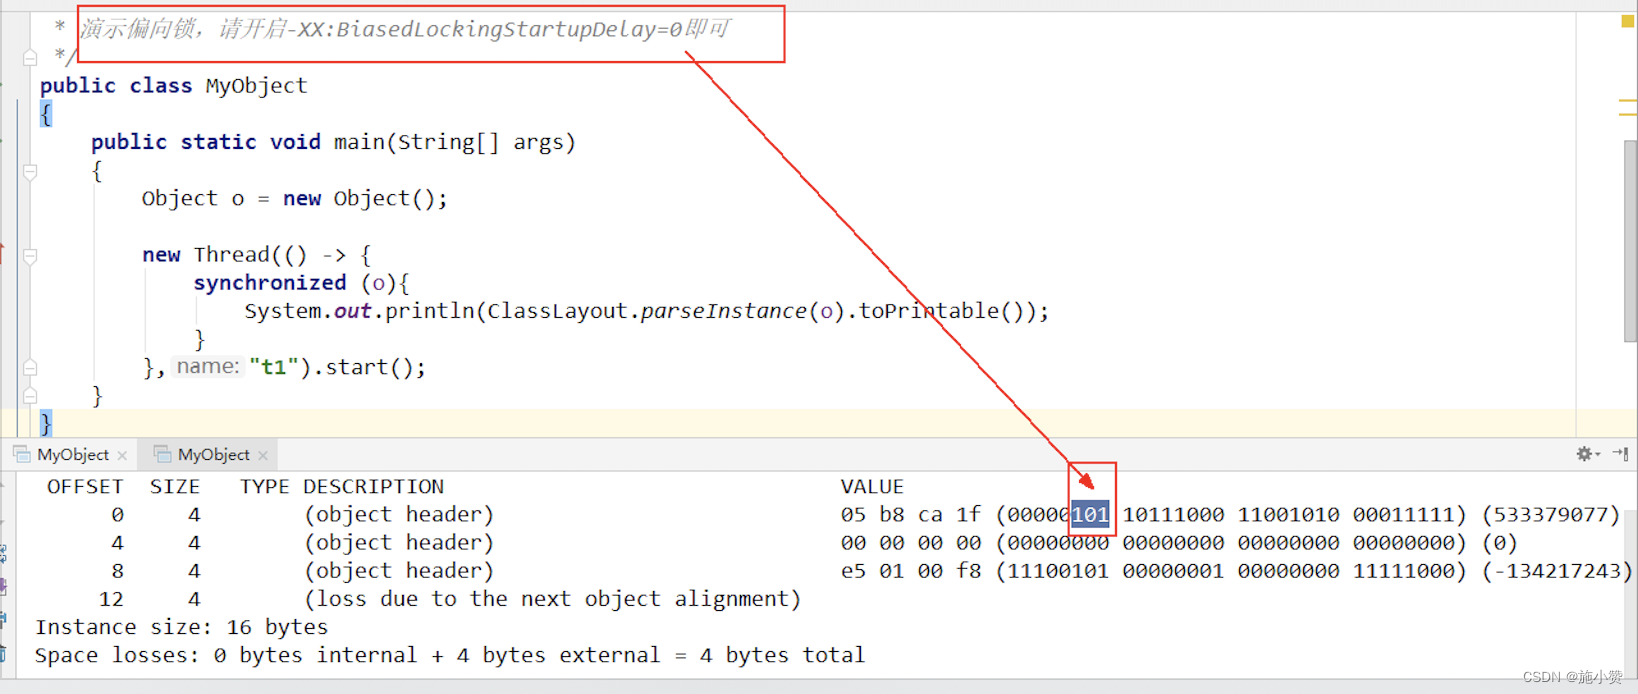 * 演示偏向锁，请开启-XX:BiasedLockingStartupDelay=0即可
*/
public class MyObject
{
public static void main(String[] args)
{
Object o = new Object();
new Thread(() -> {
synchronized (o){
System.out.println(ClassLayout.parseInstance(o).toPrintable());
}
}, name: "t1").start();
}
}
MyObject × MyObject ×
OFFSET SIZE TYPE DESCRIPTION VALUE
0 4 (object header) 05 b8 ca 1f (00000101 10111000 11001010 00011111) (533379077)
4 4 (object header) 00 00 00 00 (00000000 00000000 00000000 00000000) (0)
8 4 (object header) e5 01 00 f8 (11100101 00000001 00000000 11111000) (-134217243)
12 4 (loss due to the next object alignment)
Instance size: 16 bytes
Space losses: 0 bytes internal + 4 bytes external = 4 bytes total
CSDN @施小赞